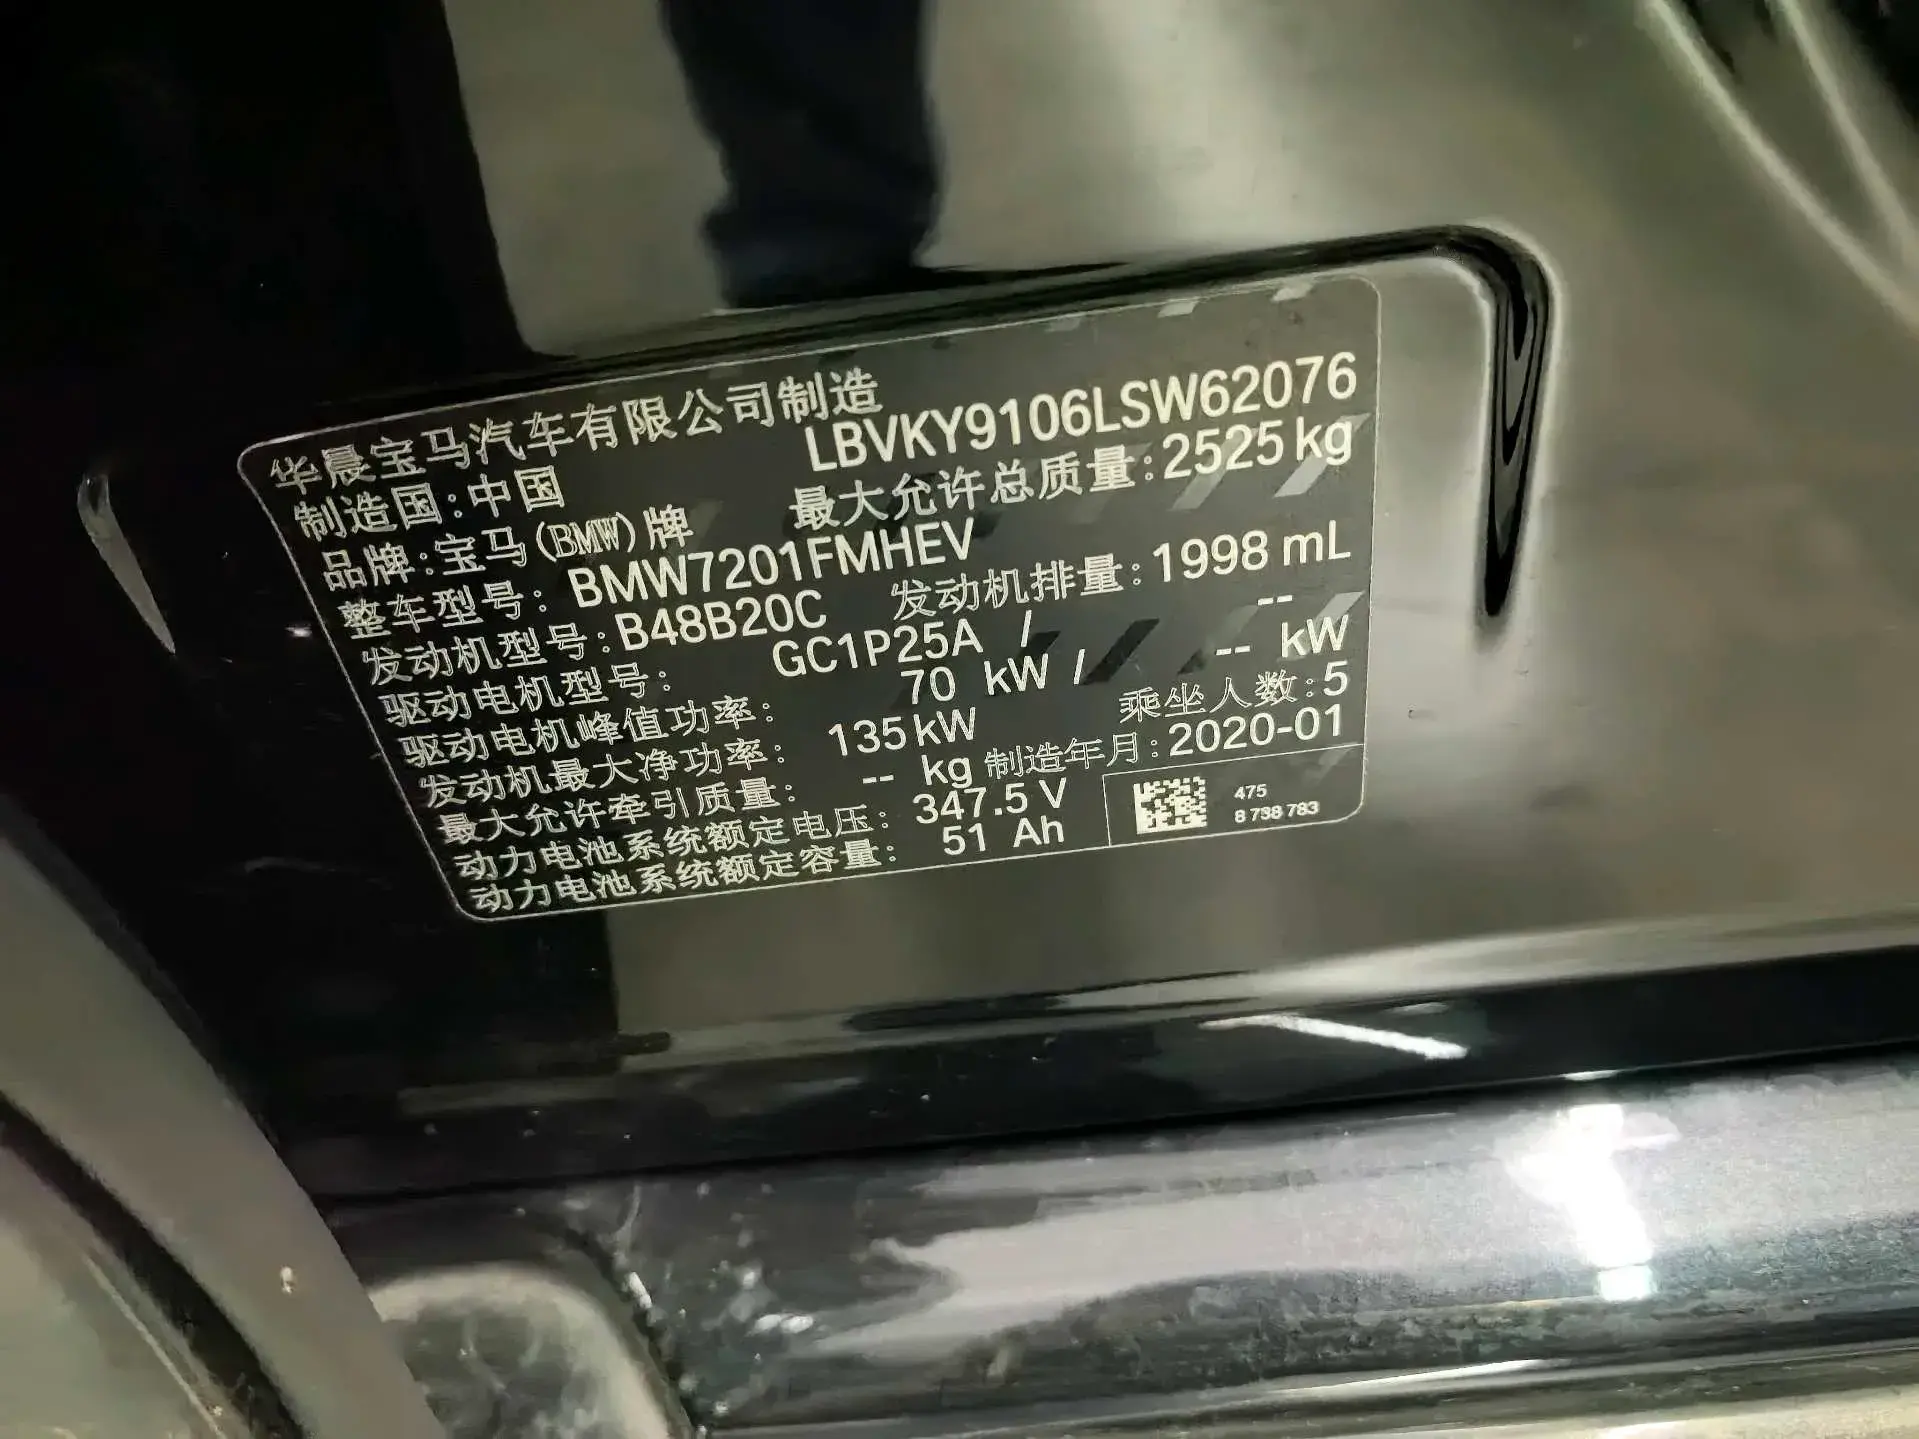 华晨宝马汽车有限公司制造
LBVKY9106LSW62076
制造国:中国
最大允许总质量:2525kg
品牌:宝马(BMW)牌
整车型号: BMW7201FMHEV
发动机型号:B48B20C 发动机排量:1998 mL
驱动电机型号: GC1P25A / --
驱动电机峰值功率: 70 kW / -- kW
发动机最大净功率: 135kW 乘坐人数:5
最大允许牵引质量: -- kg 制造年月:2020-01
动力电池系统额定电压: 347.5 V
动力电池系统额定容量: 51 Ah
475
8 738 783